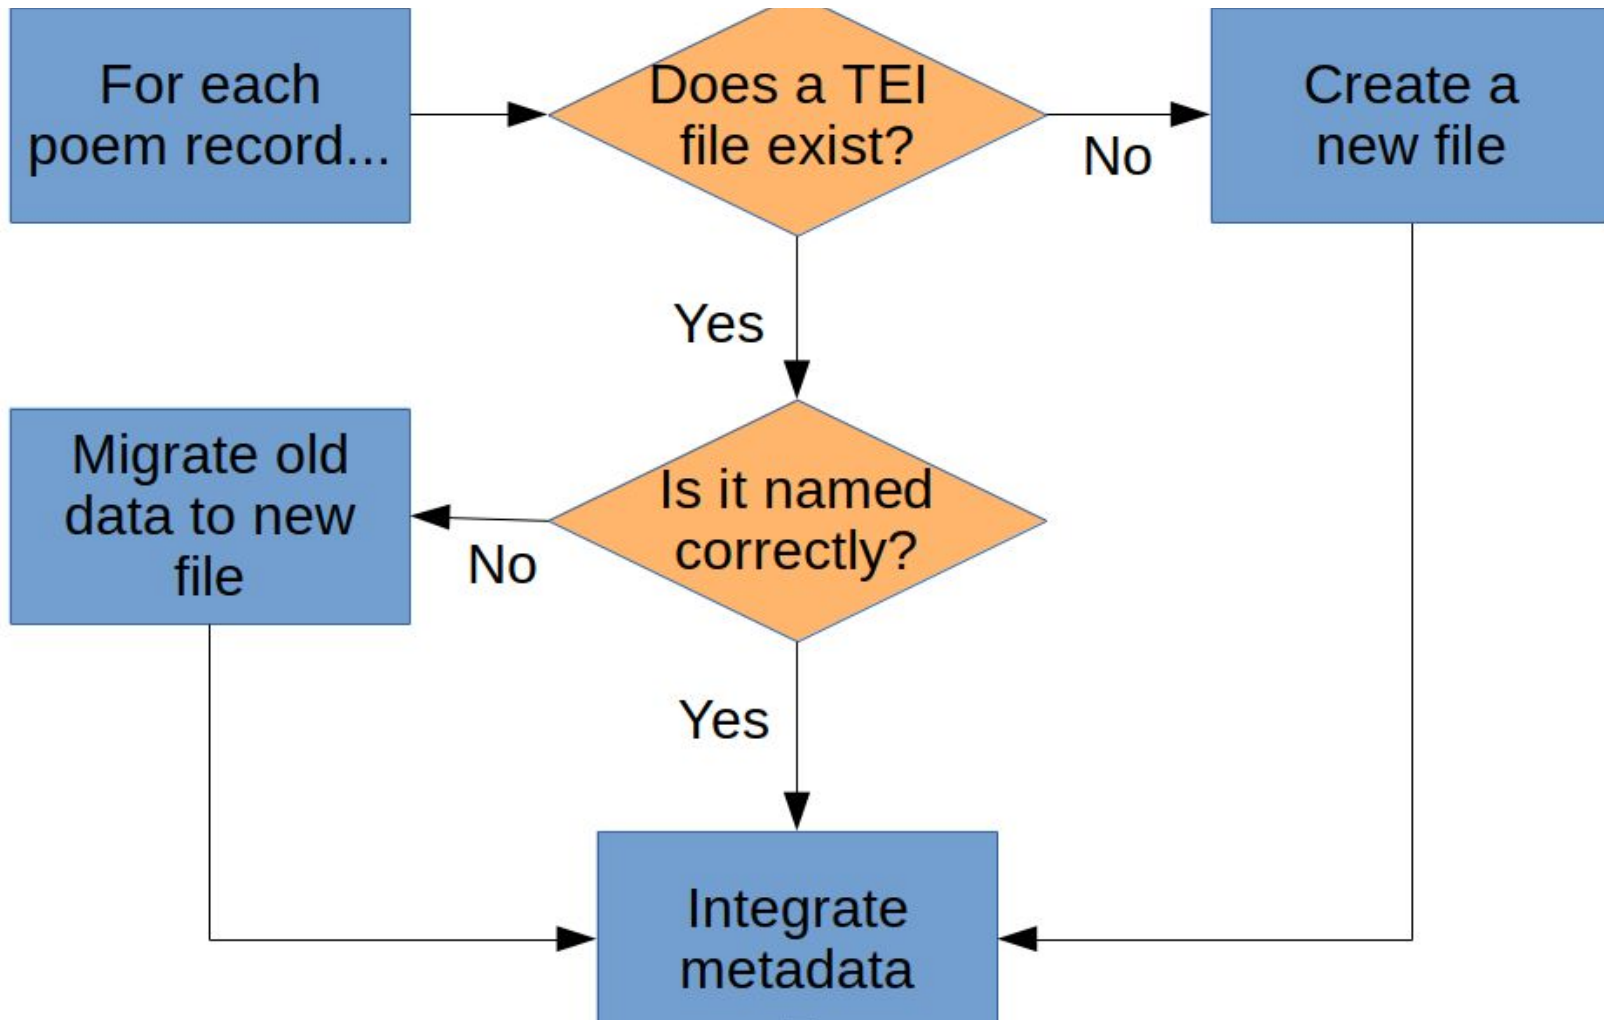 For each
poem record...
Does a TEI
file exist?
No
Create a
new file
Yes
Migrate old
data to new
file
No
Is it named
correctly?
Yes
Integrate
metadata